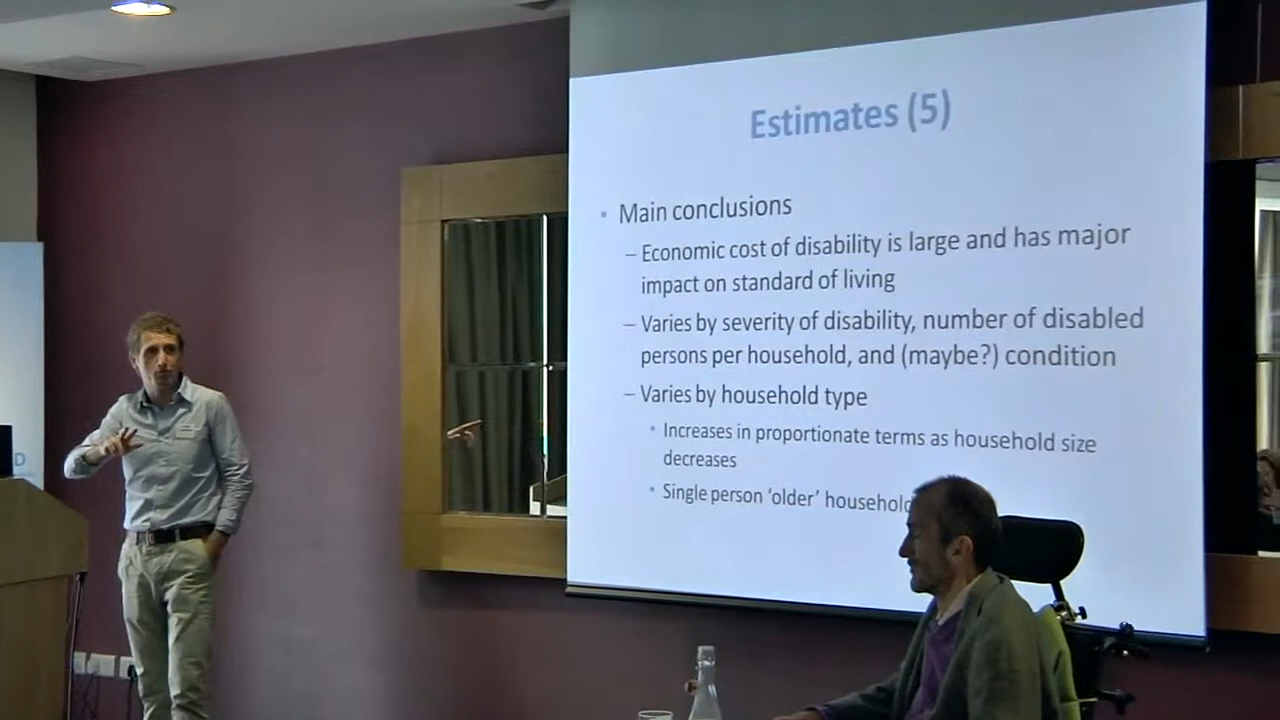 Estimates (5)
• Main conclusions
– Economic cost of disability is large and has major
impact on standard of living
– Varies by severity of disability, number of disabled
persons per household, and (maybe?) condition
– Varies by household type
• Increases in proportionate terms as household size
decreases
• Single person ‘older’
D